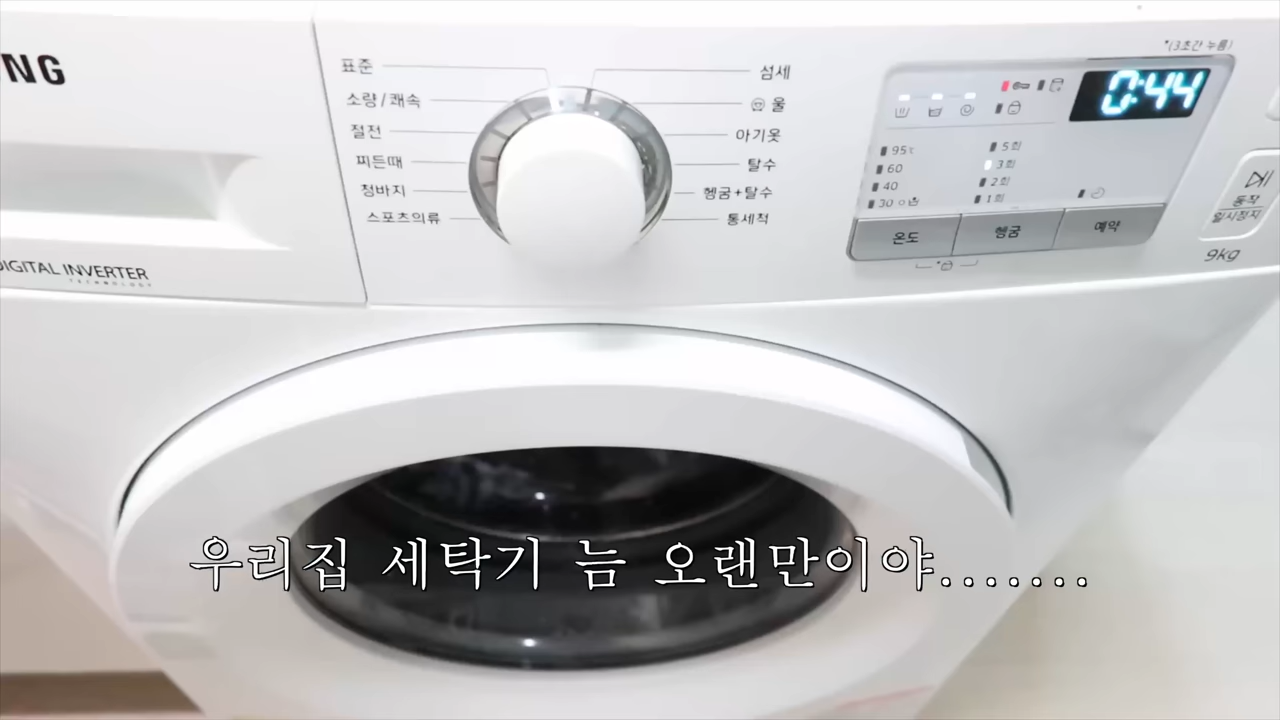 NG
DIGITAL INVERTER
TECHNOLOGY
표준
소량/쾌속
절전
찌든때
청바지
스포츠의류
섬세
울
아기옷
탈수
헹굼+탈수
통세척
*(3초간 누름)
0:44
95℃
60
40
30
5회
3회
2회
1회
온도
헹굼
예약
동작
일시정지
9kg
우리집 세탁기 늠 오랜만이야.......